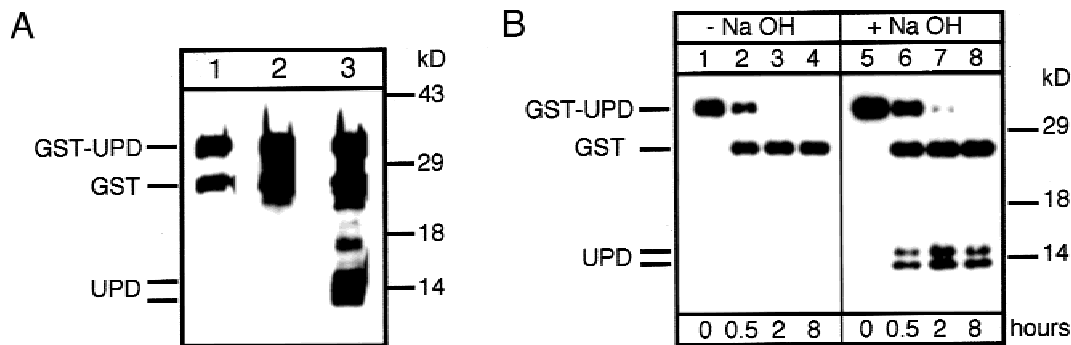 A
1 2 3
kD
43
GST-UPD
29
GST
18
UPD
14
B
- Na OH + Na OH
1 2 3 4 5 6 7 8
kD
GST-UPD
29
GST
18
UPD
14
0 0.5 2 8 0 0.5 2 8 hours